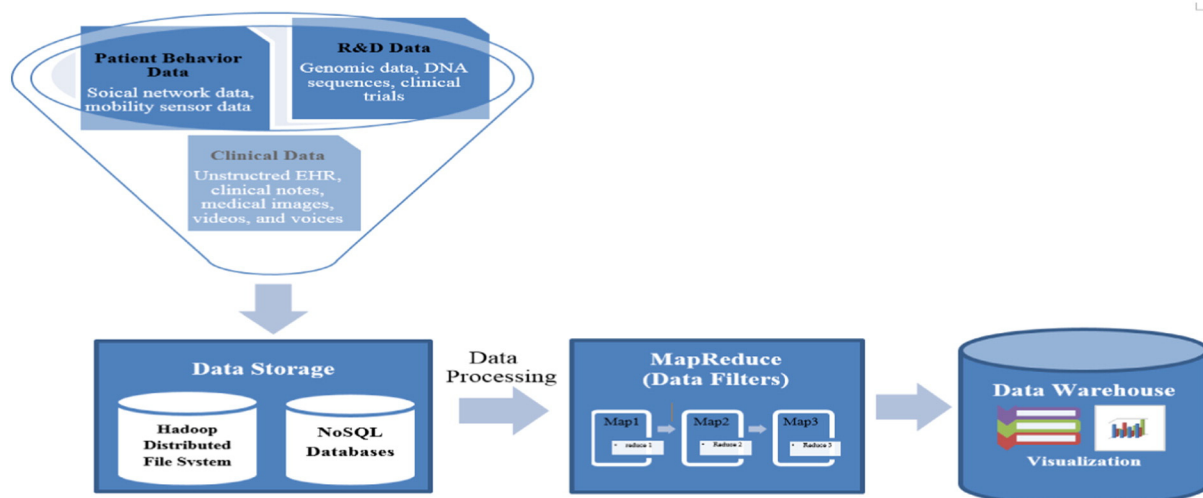 Patient Behavior
Data
Soical network data,
mobility sensor data
R&D Data
Genomic data, DNA
sequences, clinical
trials
Clinical Data
Unstructred EHR,
clinical notes,
medical images,
videos, and voices
Data Storage
Hadoop
Distributed
File System
NoSQL
Databases
Data
Processing
MapReduce
(Data Filters)
Map1
• reduce 1
Map2
• Reduce 2
Map3
• Reduce 3
Data Warehouse
Visualization